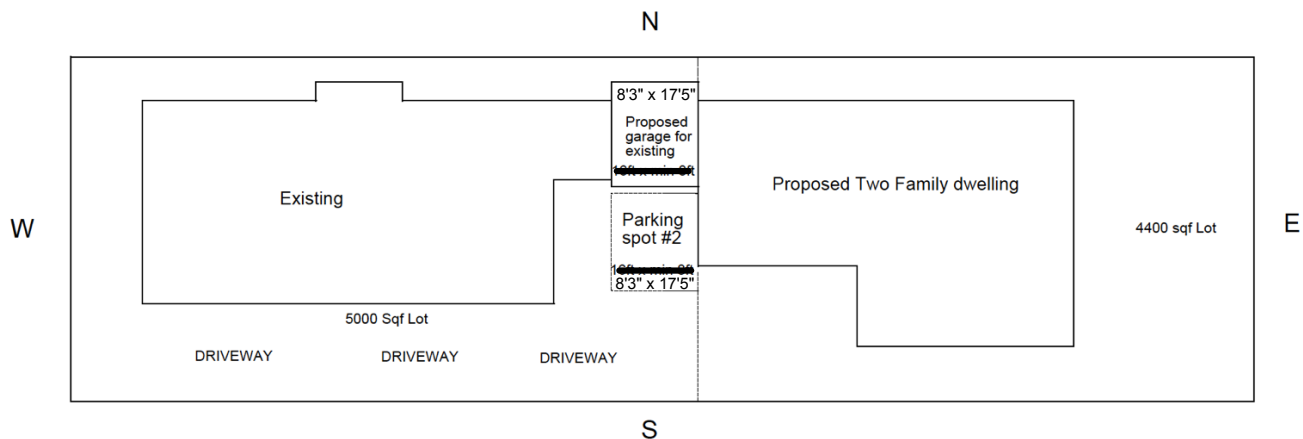 N
8'3" x 17'5"
Proposed
garage for
existing
Existing
Proposed Two Family dwelling
W
Parking
spot #2
E
4400 sqf Lot
8'3" x 17'5"
5000 Sqf Lot
DRIVEWAY DRIVEWAY DRIVEWAY
S